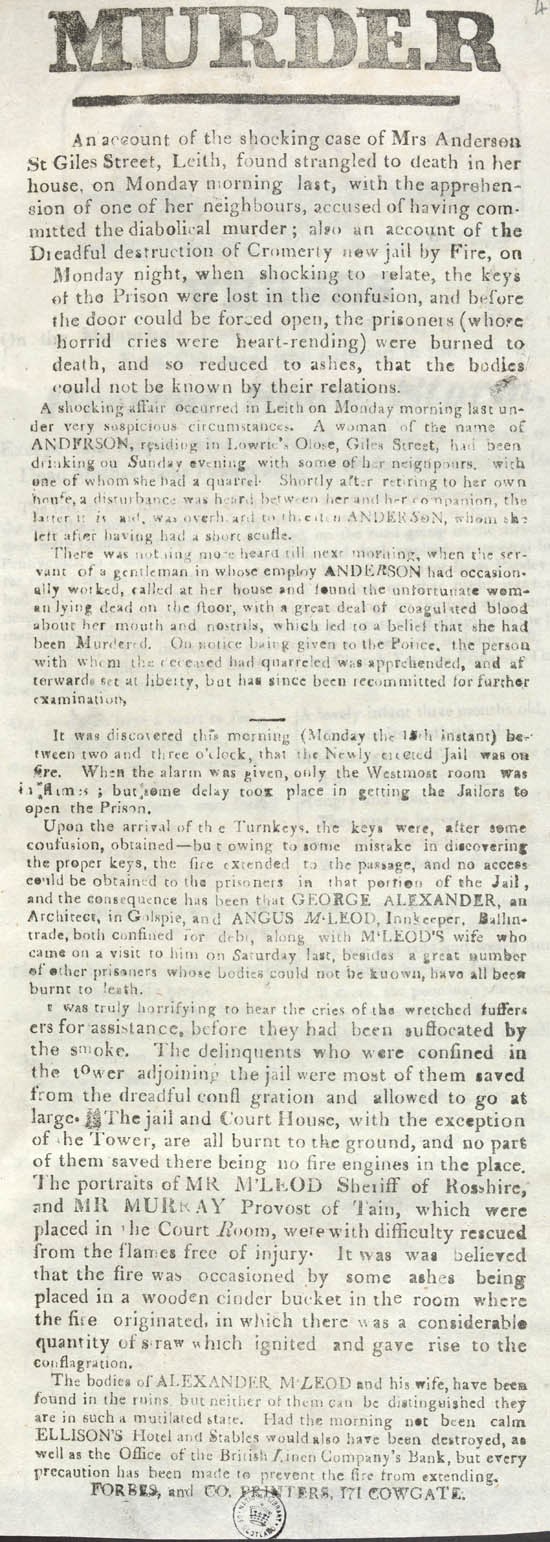 4
MURDER
An account of the shocking case of Mrs Anderson
St Giles Street, Leith, found strangled to death in her
house, on Monday morning last, with the apprehen-
sion of one of her neighbours, accused of having com-
mitted the diabolical murder; also an account of the
Dreadful destruction of Cromerty new jail by Fire, on
Monday night, when shocking to relate, the keys
of the Prison were lost in the confusion, and before
the door could be forced open, the prisoners (whose
horrid cries were heart-rending) were burned to
death, and so reduced to ashes, that the bodies
could not be known by their relations.
A shocking affair occurred in Leith on Monday morning last un-
der very suspicious circumstances. A woman of the name of
ANDERSON, residing in Lowrie's Olose, Giles Street, had been
drinking on Sunday evening with some of her neignpours, with
one of whom she had a quarrel. Shortly after retiring to her own
house, a disturbance was heard between her and her companion, the
latter it is said, was overheard to threaten ANDERSON, whom she
left after having had a short scufle.
There was nothing more heard till next morning, when the ser-
vant of a gentleman in whose employ ANDERSON had occasion-
ally worked, called at her house and found the unfortunate wom-
an lying dead on the floor, with a great deal of coagulated blood
about her mouth and nostrils, which led to a belief that she had
been Murdered. On notice being given to the Police, the person
with whom the deceased had quarreled was apprehended, and af
terwards set at liberty, but has since been recommitted for further
examination,
It was discovered this morning (Monday the instant) be-
tween two and three o'clock, that the Newly erected Jail was on
fire. When the alarm was given, only the Westmost room was
in flames; but some delay took place in getting the Jailors to
open the Prison.
Upon the arrival of the Turnkeys, the keys were, after some
confusion, obtained—but owing to some mistake in discovering
the proper keys, the fire extended to the passage, and no access
could be obtained to the prisoners in that portion of the Jail,
and the consequence has been that GEORGE ALEXANDER, an
Architect, in Golspie, and ANGUS M'LEOD, Innkeeper, Ballin-
trade, both confined for debt, along with M'LEOD'S wife who
came on a visit to him on Saturday last, besides a great number
of other prisoners whose bodies could not be known, have all been
burnt to death.
t was truly horrifying to hear the cries of the wretched suffers
ers for assistance, before they had been suffocated by
the smoke. The delinquents who were confined in
the tower adjoining the jail were most of them saved
from the dreadful confl gration and allowed to go at
large. The jail and Court House, with the exception
of he Tower, are all burnt to the ground, and no part
of them saved there being no fire engines in the place.
The portraits of MR M'LEOD Sheriff of Rosshire,
and MR MURRAY Provost of Tain, which were
placed in the Court Room, were with difficulty rescued
from the flames free of injury. It was was believed
that the fire was occasioned by some ashes being
placed in a wooden cinder bucket in the room where
the fire originated, in which there was a considerable
quantity of straw which ignited and gave rise to the
conflagration.
The bodies of ALEXANDER M'LEOD and his wife, have been
found in the ruins, but neither of them can be distinguished they
are in such a mutilated state. Had the morning not been calm
ELLISON'S Hotel and Stables would also have been destroyed, as
well as the Office of the British Linen Company's Bank, but every
precaution has been made to prevent the fire from extending.
FORBES, and CO. PRINTERS, 171 COWGATE.